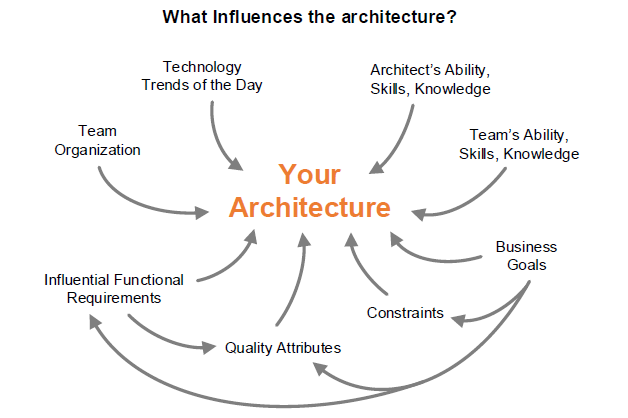 What Influences the architecture?
Technology
Trends of the Day
Architect's Ability,
Skills, Knowledge
Team
Organization
Team's Ability,
Skills, Knowledge
Your
Architecture
Business
Goals
Influential Functional
Requirements
Constraints
Quality Attributes